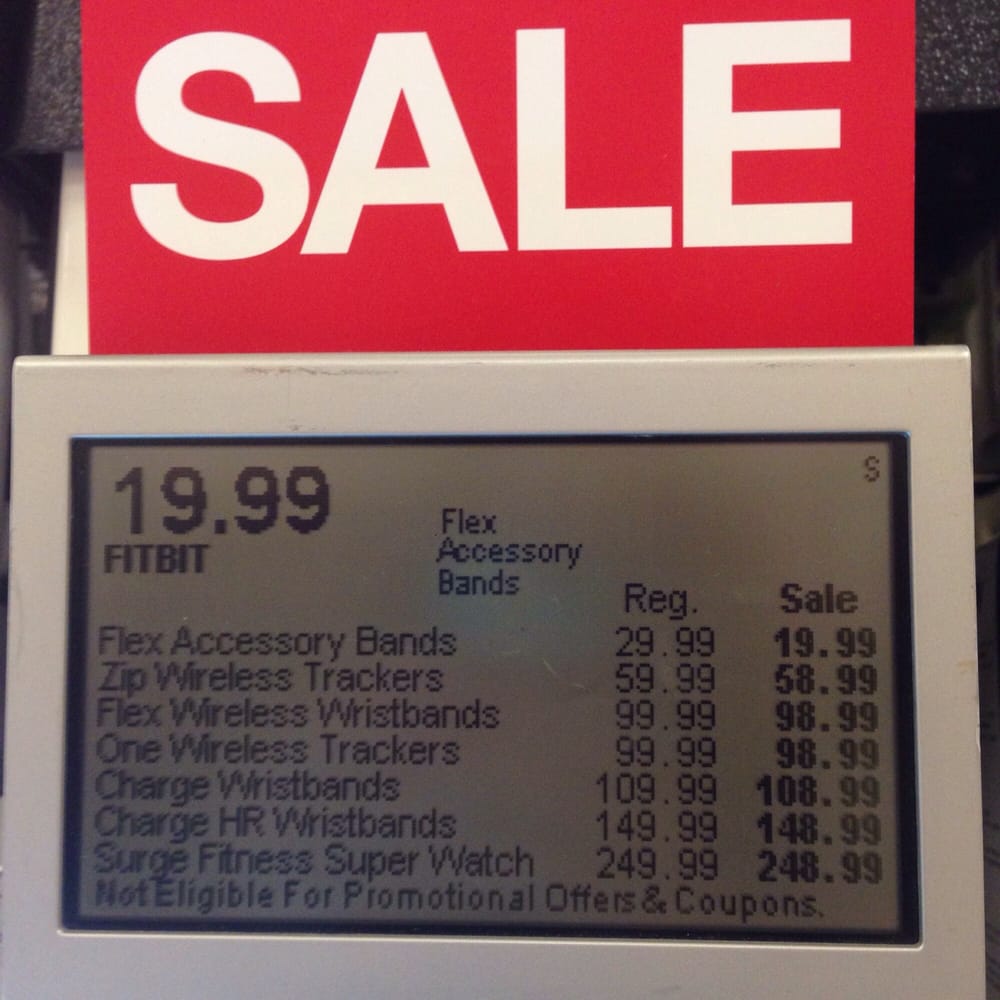 SALE
19.99
S
FITBIT
Flex
Accessory
Bands
Reg. Sale
Flex Accessory Bands 29.99 19.99
Zip Wireless Trackers 59.99 58.99
Flex Wireless Wristbands 99.99 98.99
One Wireless Trackers 99.99 98.99
Charge Wristbands 109.99 108.99
Charge HR Wristbands 149.99 148.99
Surge Fitness Super Watch 249.99 248.99
Not Eligible For Promotional Offers & Coupons.